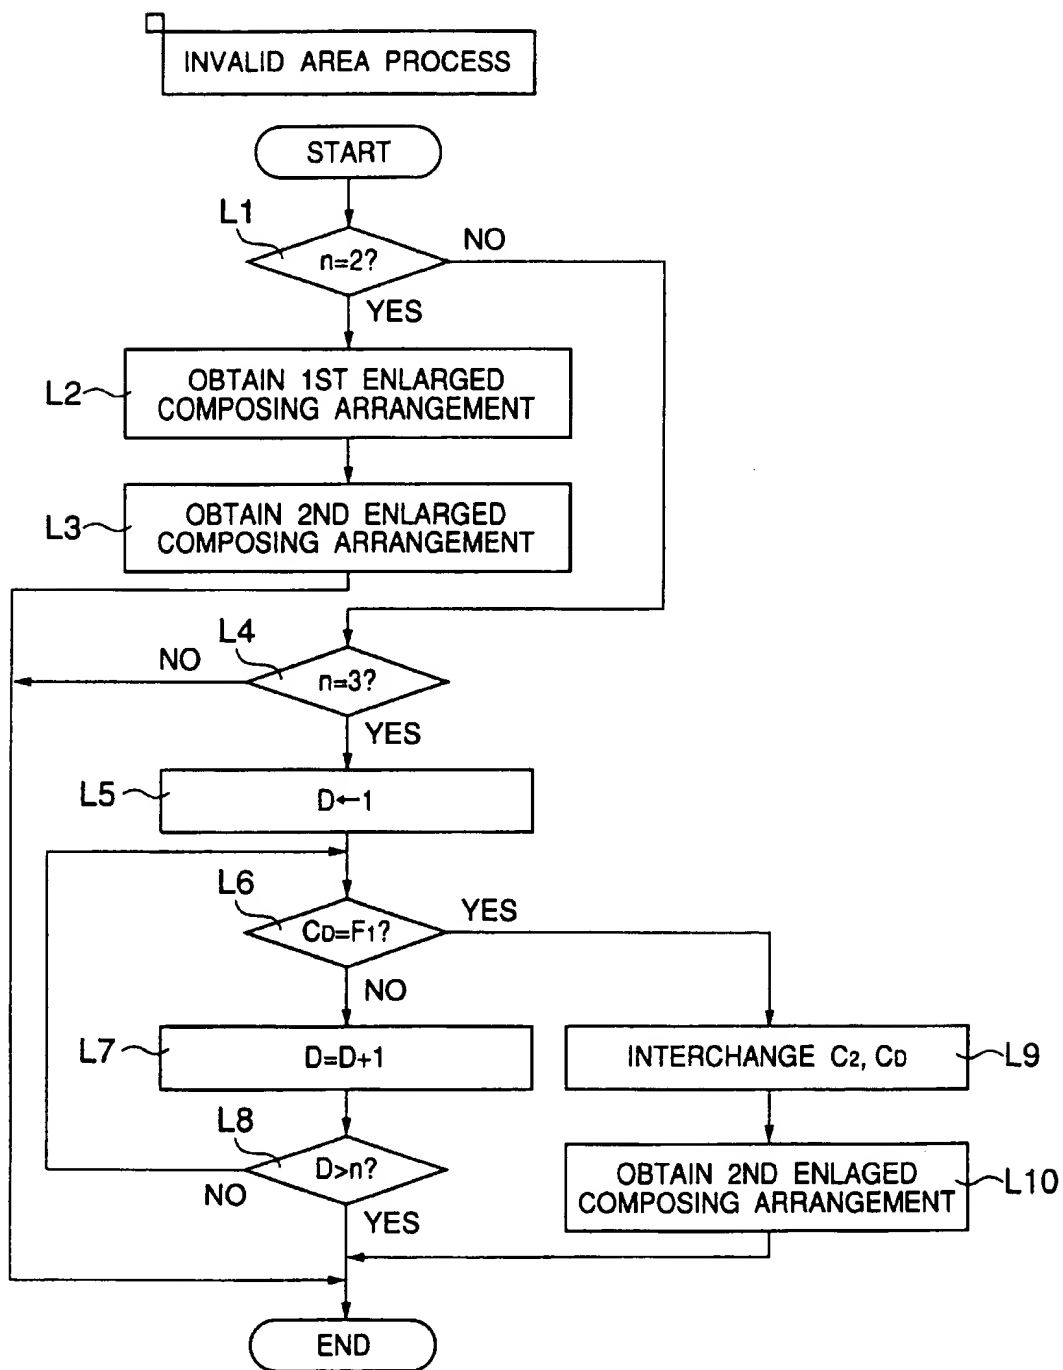 INVALID AREA PROCESS
START
L1
n=2?
NO
YES
L2
OBTAIN 1ST ENLARGED
COMPOSING ARRANGEMENT
L3
OBTAIN 2ND ENLARGED
COMPOSING ARRANGEMENT
L4
NO
n=3?
YES
L5
D←1
L6
CD=F1?
YES
NO
L7
D=D+1
INTERCHANGE C2, CD
L9
L8
D>n?
NO
YES
OBTAIN 2ND ENLAGED
COMPOSING ARRANGEMENT
L10
END